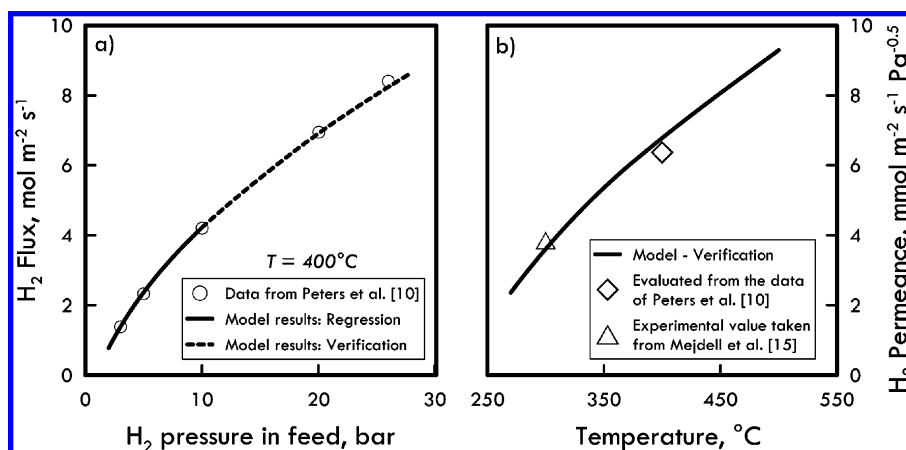 a)
10
8
6
4
2
0
H₂ Flux, mol m⁻² s⁻¹
T = 400°C
Data from Peters et al. [10]
Model results: Regression
Model results: Verification
0
10
20
30
H₂ pressure in feed, bar
b)
Model - Verification
Evaluated from the data
of Peters et al. [10]
Experimental value taken
from Mejdell et al. [15]
250
350
450
550
Temperature, °C
10
8
6
4
2
0
H₂ Permeance, mmol m⁻² s⁻¹ Pa⁻⁰·⁵